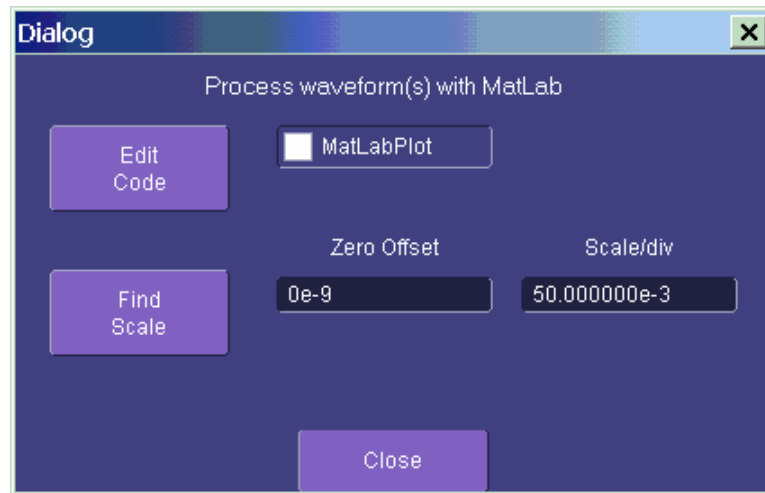 Dialog
Process waveform(s) with MatLab
Edit
Code
MatLabPlot
Zero Offset
Scale/div
Find
Scale
0e-9
50.000000e-3
Close